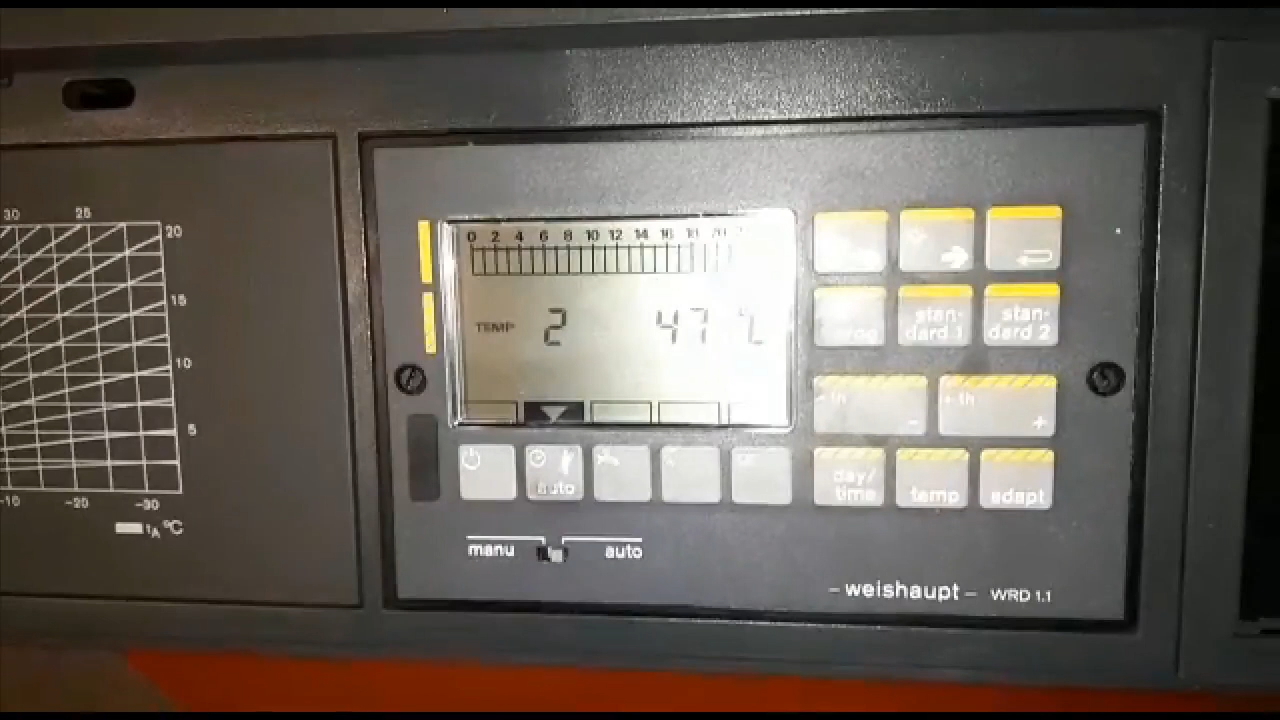 30 25
20
15
10
5
-10 -20 -30
tA °C
0 2 4 6 8 10 12 14 16 18 20
TEMP 2 47 °C
stan-
dard 1
stan-
dard 2
- 1h
-
+ 1h
+
auto
day/
time
temp
adapt
manu
auto
-weishaupt- WRD 1.1